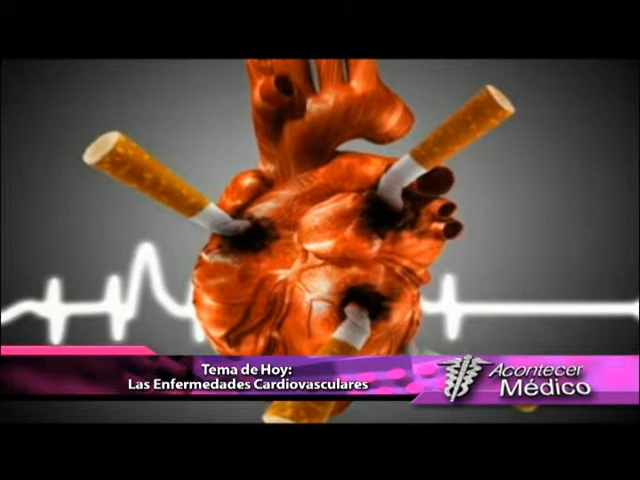 Tema de Hoy:
Las Enfermedades Cardiovasculares
Acontecer
Médico